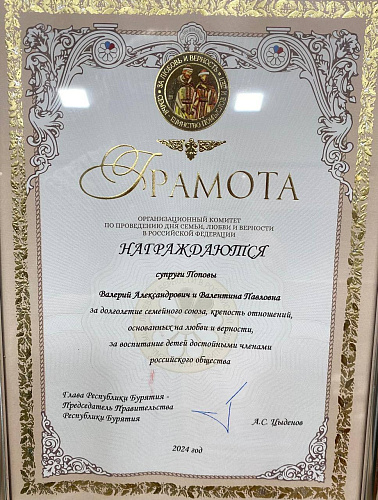 ЗА ЛЮБОВЬ И ВЕРНОСТЬ
ГРАМОТА
ОРГАНИЗАЦИОННЫЙ КОМИТЕТ
ПО ПРОВЕДЕНИЮ ДНЯ СЕМЬИ, ЛЮБВИ И ВЕРНОСТИ
В РОССИЙСКОЙ ФЕДЕРАЦИИ
НАГРАЖДАЮТСЯ
супруги Поповы
Валерий Александрович и Валентина Павловна
за долголетие семейного союза, крепость отношений,
основанных на любви и верности,
за воспитание детей достойными членами
российского общества
Глава Республики Бурятия -
Председатель Правительства
Республики Бурятия
А.С. Цыденов
2024 год